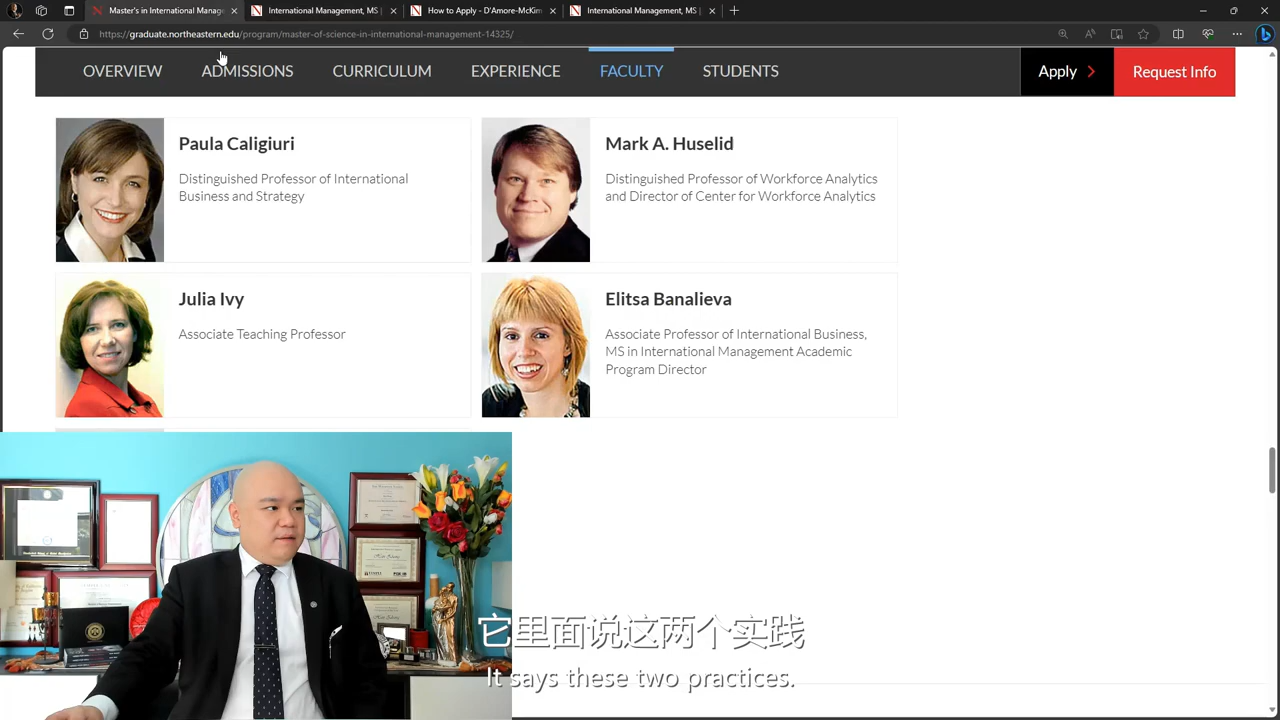 Master's in International Manage
International Management, MS |
How to Apply - D'Amore-McKim
International Management, MS |
https://graduate.northeastern.edu/program/master-of-science-in-international-management-14325/
OVERVIEW
ADMISSIONS
CURRICULUM
EXPERIENCE
FACULTY
STUDENTS
Apply
Request Info
Paula Caligiuri
Distinguished Professor of International
Business and Strategy
Mark A. Huselid
Distinguished Professor of Workforce Analytics
and Director of Center for Workforce Analytics
Julia Ivy
Associate Teaching Professor
Elitsa Banalieva
Associate Professor of International Business,
MS in International Management Academic
Program Director
它里面说这两个实践
It says these two practices.